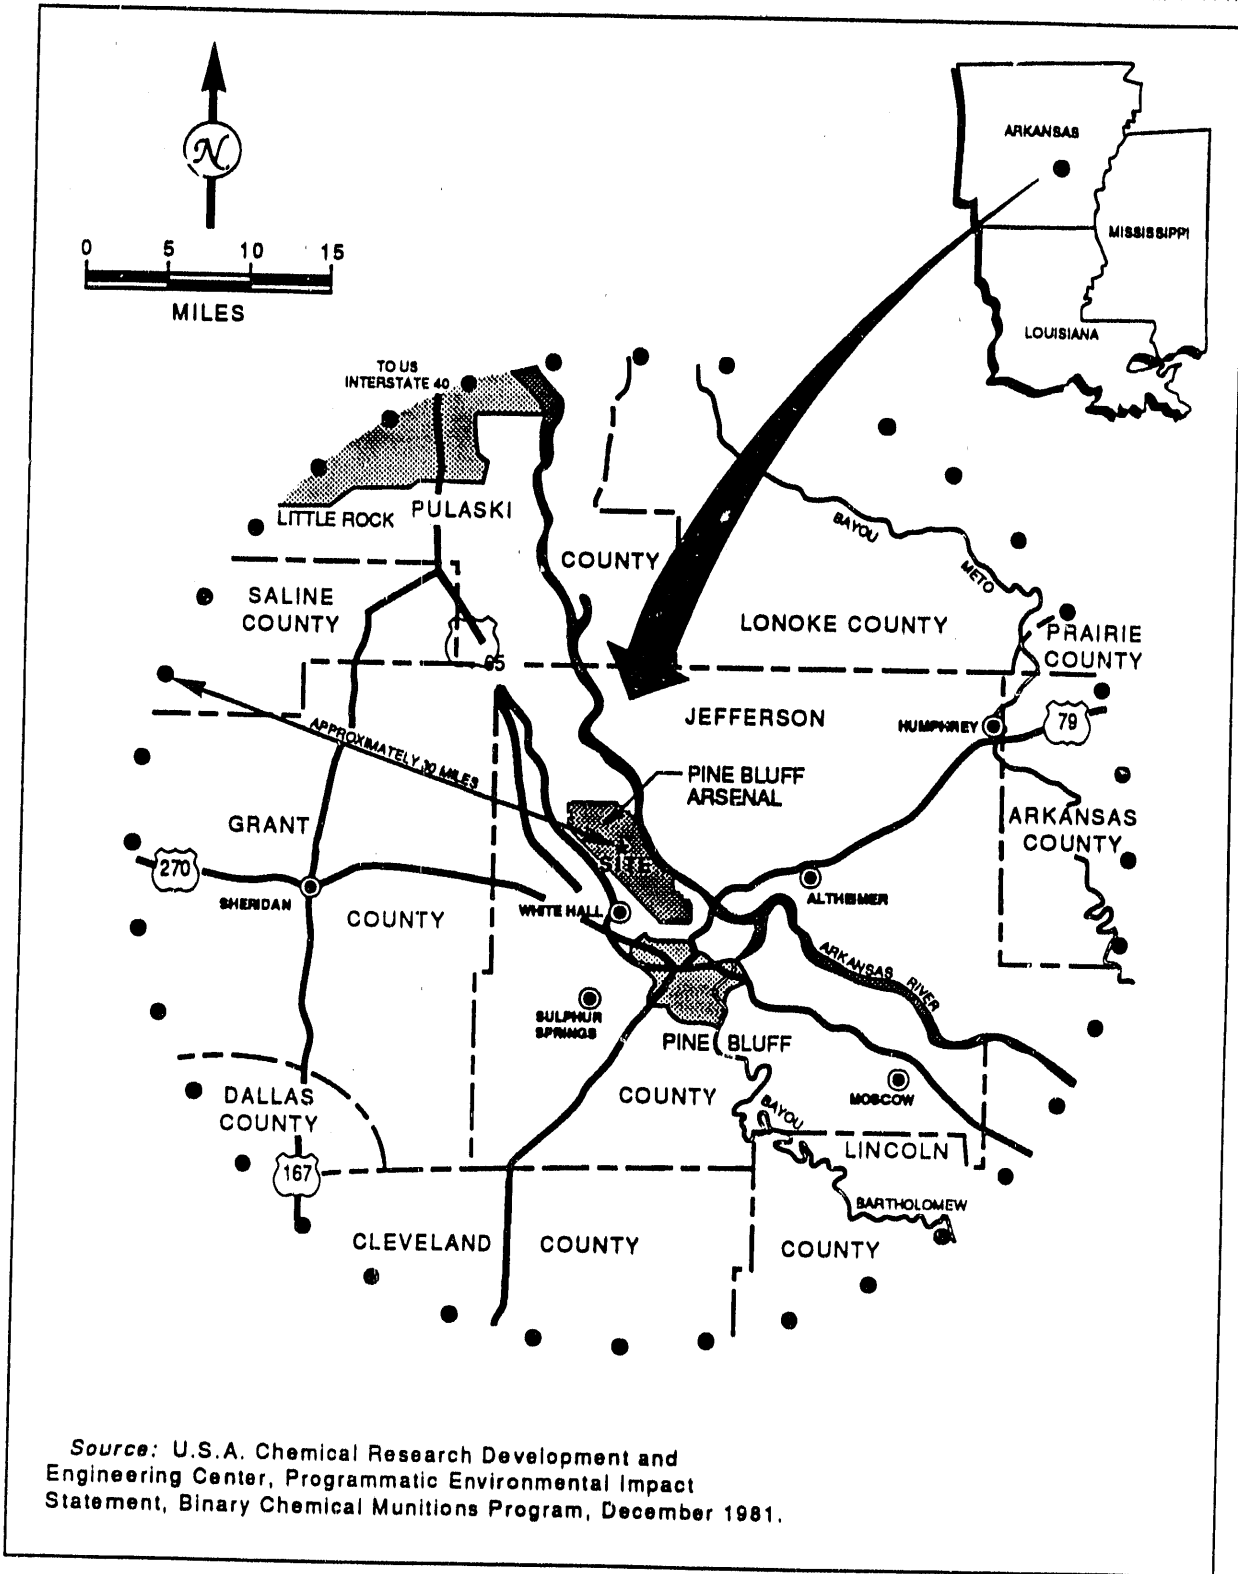 N
0 5 10 15
MILES
ARKANSAS
MISSISSIPPI
LOUISIANA
TO US
INTERSTATE 40
LITTLE ROCK
PULASKI
COUNTY
BAYOU
METO
SALINE
COUNTY
LONOKE COUNTY
PRAIRIE
COUNTY
65
APPROXIMATELY 30 MILES
JEFFERSON
HUMPHREY
79
PINE BLUFF
ARSENAL
SITE
GRANT
COUNTY
ARKANSAS
COUNTY
270
SHERIDAN
WHITE HALL
ALTHEIMER
ARKANSAS RIVER
SULPHUR
SPRINGS
PINE BLUFF
COUNTY
MOSCOW
DALLAS
COUNTY
BAYOU
LINCOLN
167
BARTHOLOMEW
CLEVELAND COUNTY
COUNTY
Source: U.S.A. Chemical Research Development and
Engineering Center, Programmatic Environmental Impact
Statement, Binary Chemical Munitions Program, December 1981.